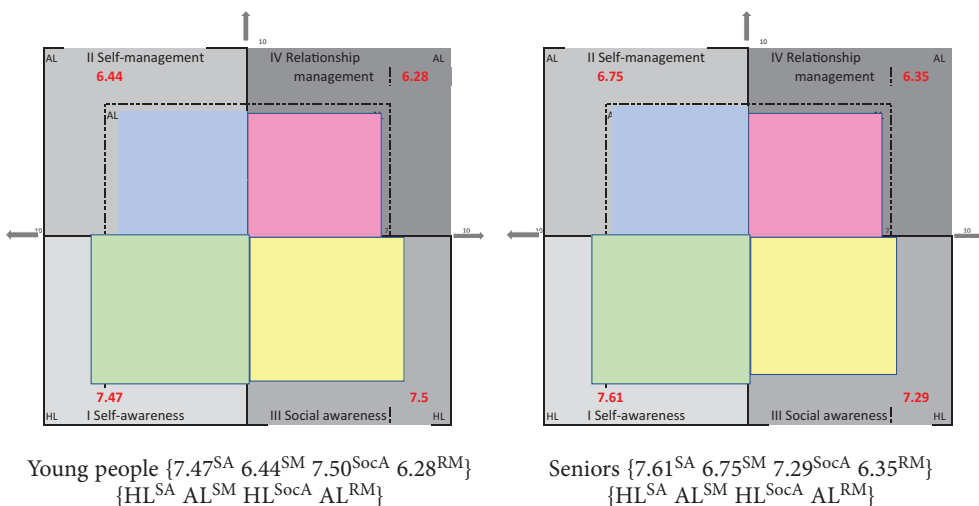 10
AL II Self-management IV Relationship AL
6.44 management 6.28
AL AL
10 7 10
7.47 7.5
HL I Self-awareness III Social awareness HL
Young people {7.47^SA 6.44^SM 7.50^SocA 6.28^RM}
{HL^SA AL^SM HL^SocA AL^RM}
10
AL II Self-management IV Relationship AL
6.75 management 6.35
10 7 10
7.61 7.29
HL I Self-awareness III Social awareness HL
Seniors {7.61^SA 6.75^SM 7.29^SocA 6.35^RM}
{HL^SA AL^SM HL^SocA AL^RM}